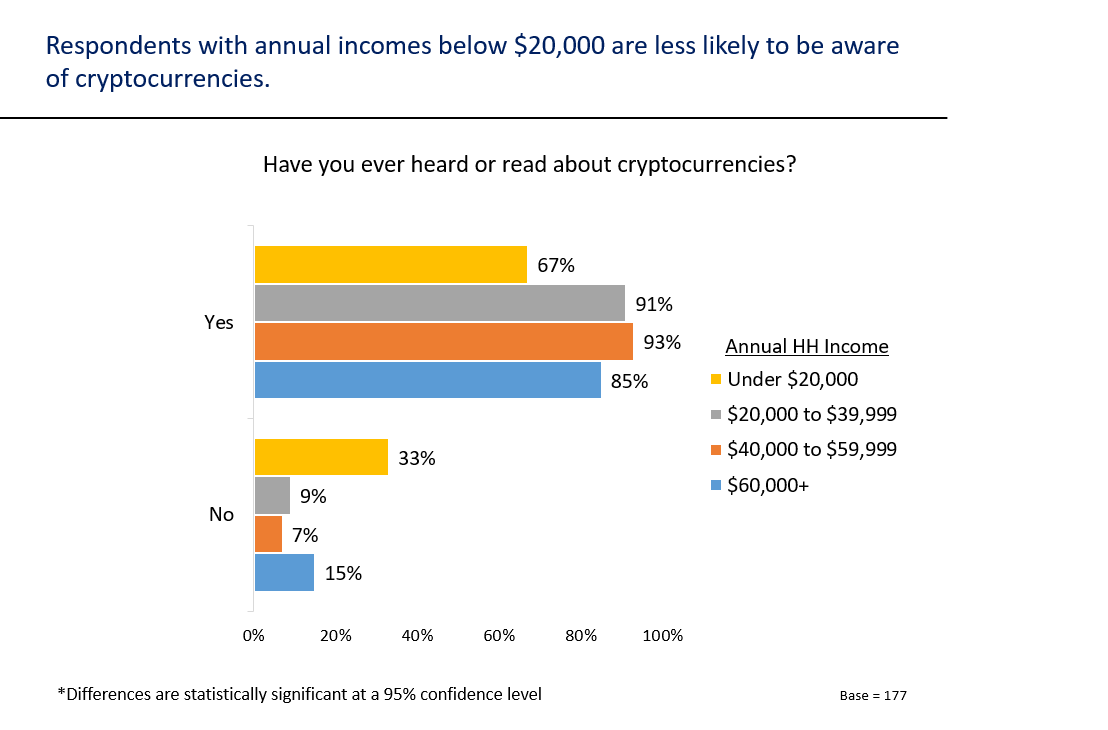 Respondents with annual incomes below $20,000 are less likely to be aware
of cryptocurrencies.
Have you ever heard or read about cryptocurrencies?
Yes
67%
91%
93%
85%
No
33%
9%
7%
15%
0%
20%
40%
60%
80%
100%
Annual HH Income
Under $20,000
$20,000 to $39,999
$40,000 to $59,999
$60,000+
*Differences are statistically significant at a 95% confidence level
Base = 177